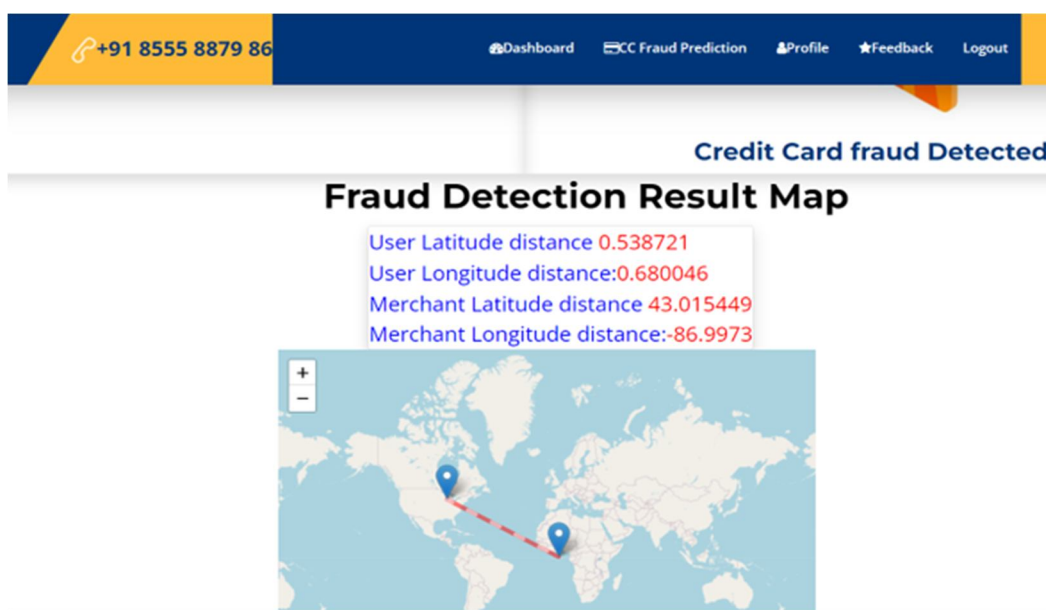 +91 8555 8879 86
Dashboard CC Fraud Prediction Profile Feedback Logout
Credit Card fraud Detected
Fraud Detection Result Map
User Latitude distance 0.538721
User Longitude distance:0.680046
Merchant Latitude distance 43.015449
Merchant Longitude distance:-86.9973
+
−